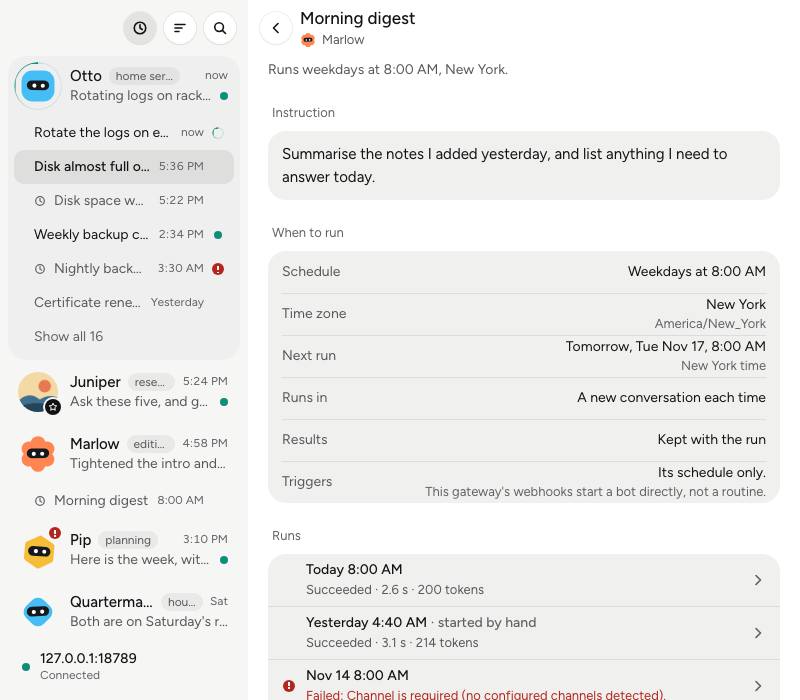 Otto home ser... now
Rotating logs on rack...
Rotate the logs on e... now
Disk almost full o... 5:36 PM
Disk space w... 5:22 PM
Weekly backup c... 2:34 PM
Nightly back... 3:30 AM
Certificate rene... Yesterday
Show all 16
Juniper rese... 5:24 PM
Ask these five, and g...
Marlow editi... 4:58 PM
Tightened the intro and...
Morning digest 8:00 AM
Pip planning 3:10 PM
Here is the week, wit...
Quarterma... hou... Sat
Both are on Saturday's r...
127.0.0.1:18789
Connected
Morning digest
Marlow
Runs weekdays at 8:00 AM, New York.
Instruction
Summarise the notes I added yesterday, and list anything I need to
answer today.
When to run
Schedule Weekdays at 8:00 AM
Time zone New York
America/New_York
Next run Tomorrow, Tue Nov 17, 8:00 AM
New York time
Runs in A new conversation each time
Results Kept with the run
Triggers Its schedule only.
This gateway's webhooks start a bot directly, not a routine.
Runs
Today 8:00 AM
Succeeded · 2.6 s · 200 tokens
Yesterday 4:40 AM · started by hand
Succeeded · 3.1 s · 214 tokens
Nov 14 8:00 AM
Failed: Channel is required (no configured channels detected).